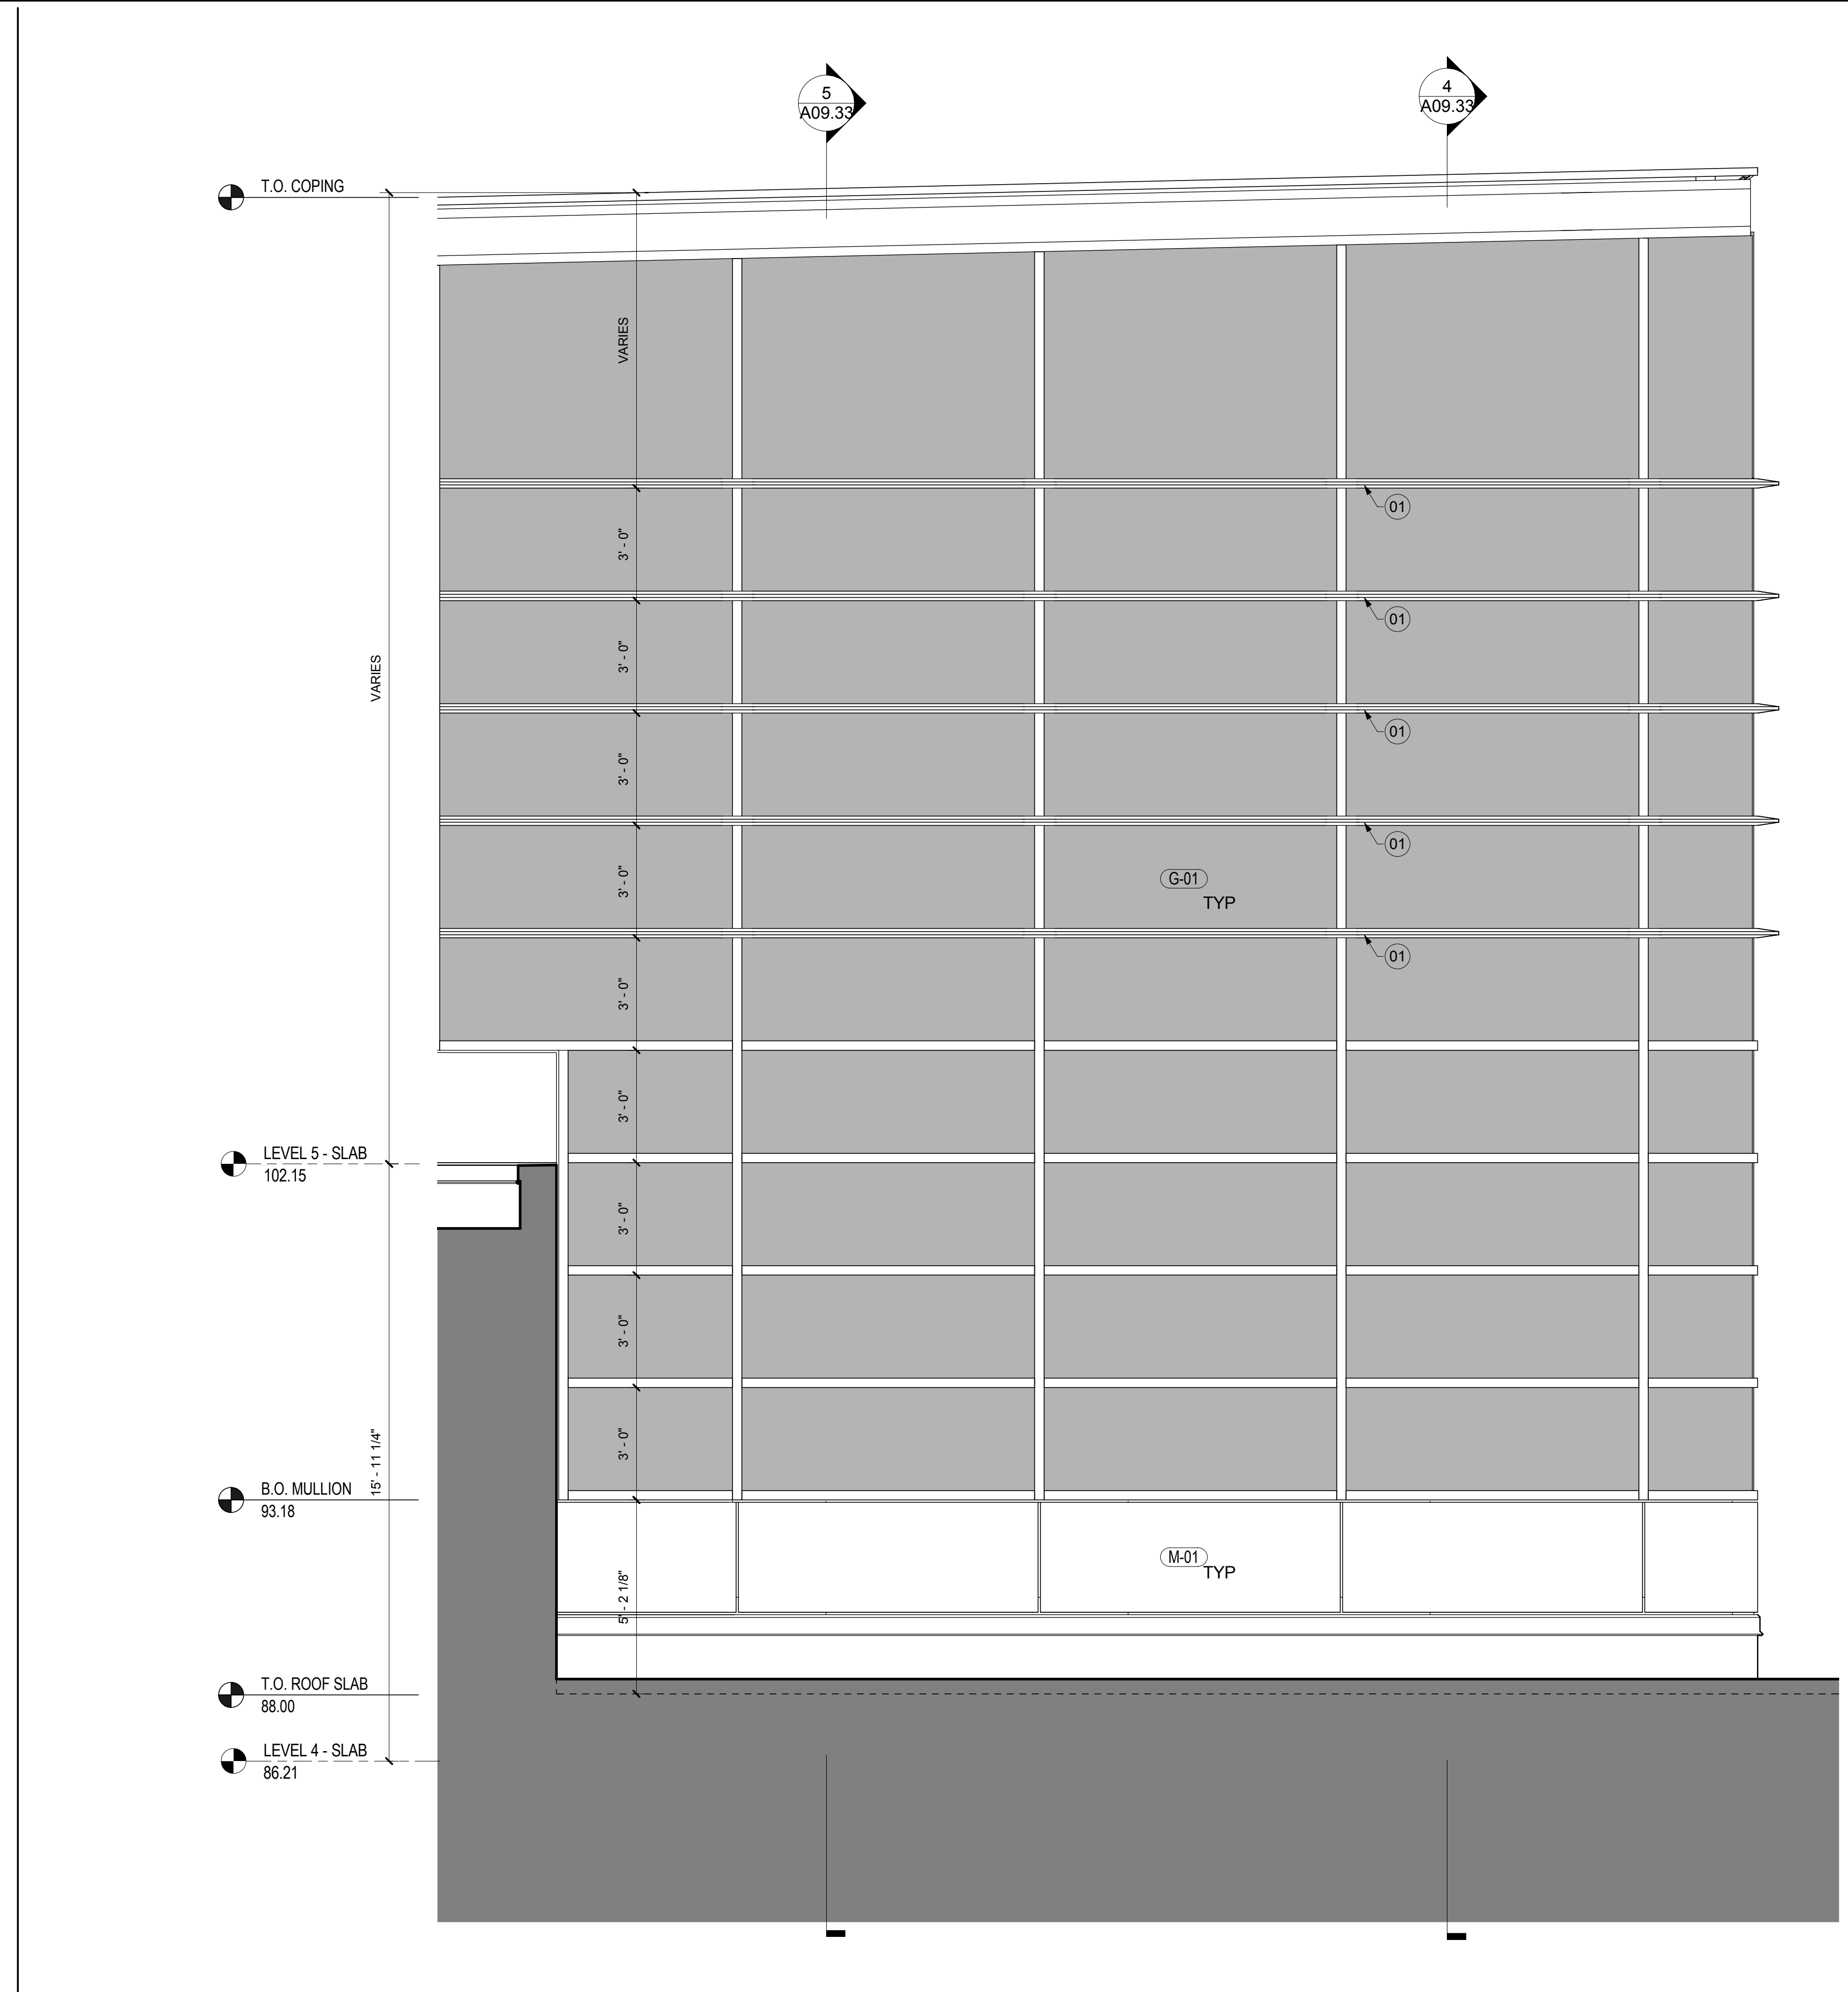 5
A09.33
4
A09.33
T.O. COPING
VARIES
01
3' - 0"
01
3' - 0"
VARIES
01
3' - 0"
01
3' - 0"
G-01
TYP
01
3' - 0"
3' - 0"
LEVEL 5 - SLAB
102.15
3' - 0"
3' - 0"
3' - 0"
15' - 11 1/4"
B.O. MULLION
93.18
M-01
TYP
5' - 2 1/8"
T.O. ROOF SLAB
88.00
LEVEL 4 - SLAB
86.21